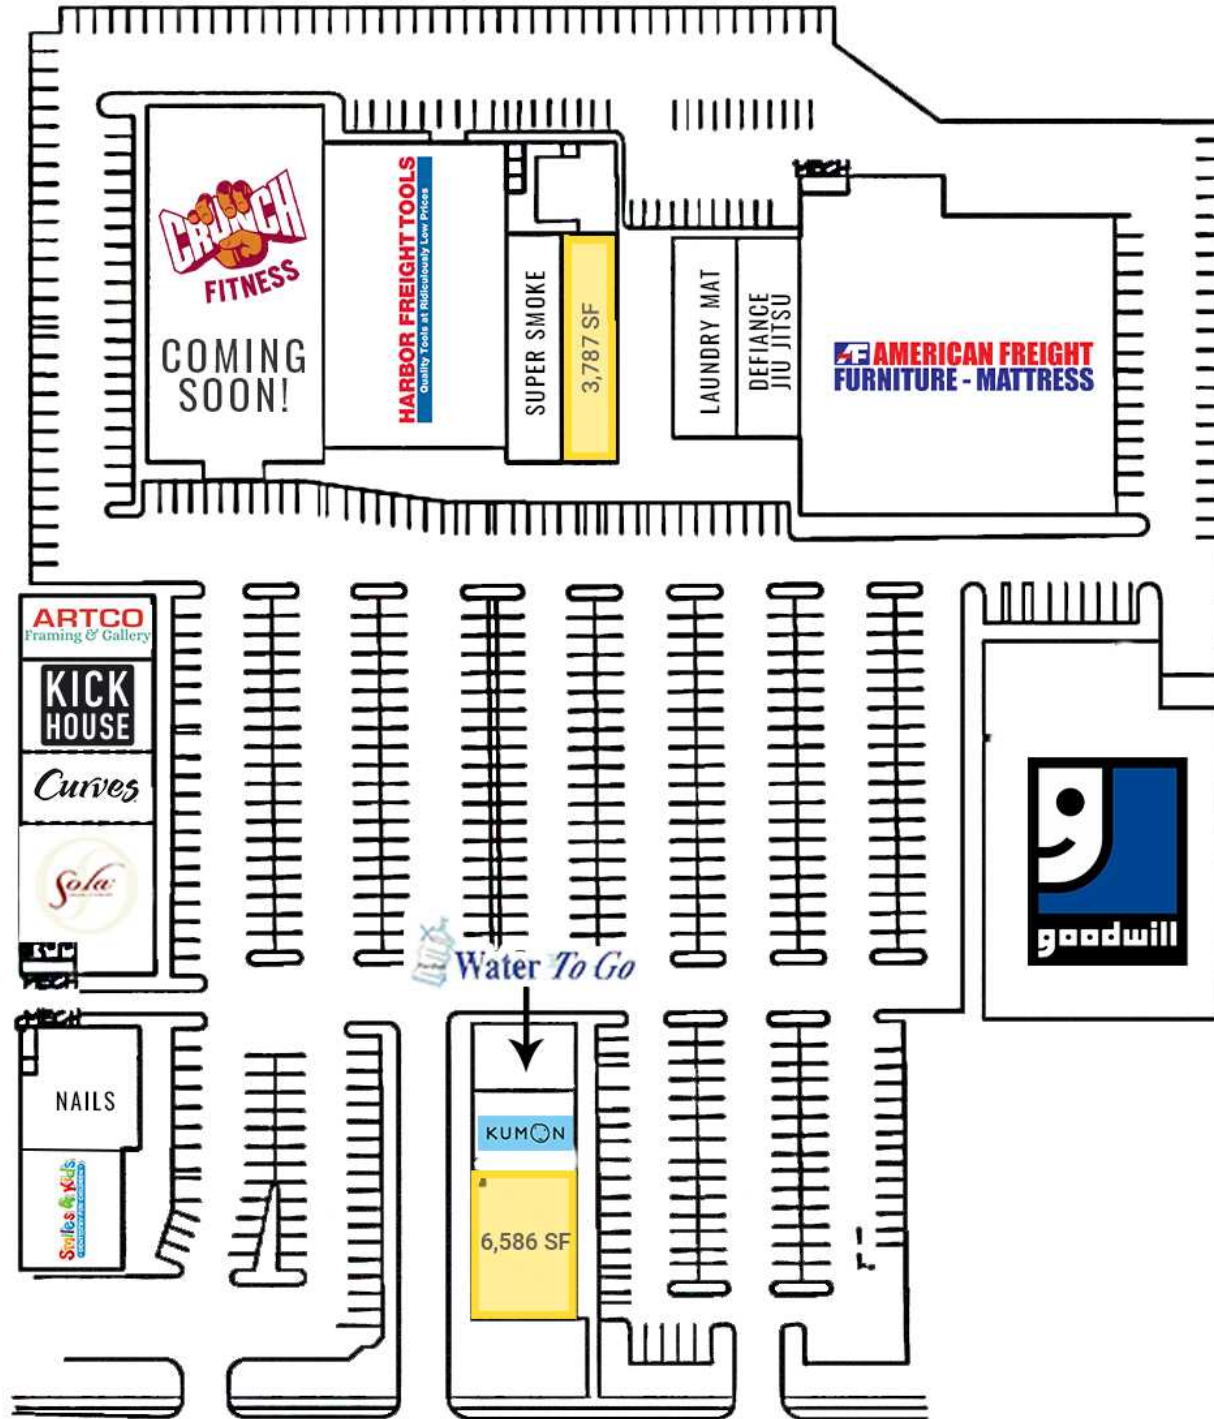 MECH
CRUNCH
FITNESS
COMING
SOON!
HARBOR FREIGHT TOOLS
Quality Tools at Ridiculously Low Prices
SUPER SMOKE
3,787 SF
LAUNDRY MAT
DEFIANCE
JIU JITSU
AF AMERICAN FREIGHT
FURNITURE - MATTRESS
ARTCO
Framing & Gallery
KICK
HOUSE
Curves
Sola
MECH
MECH
NAILS
Smiles 4 Kids
Water To Go
KUMON
6,586 SF
goodwill